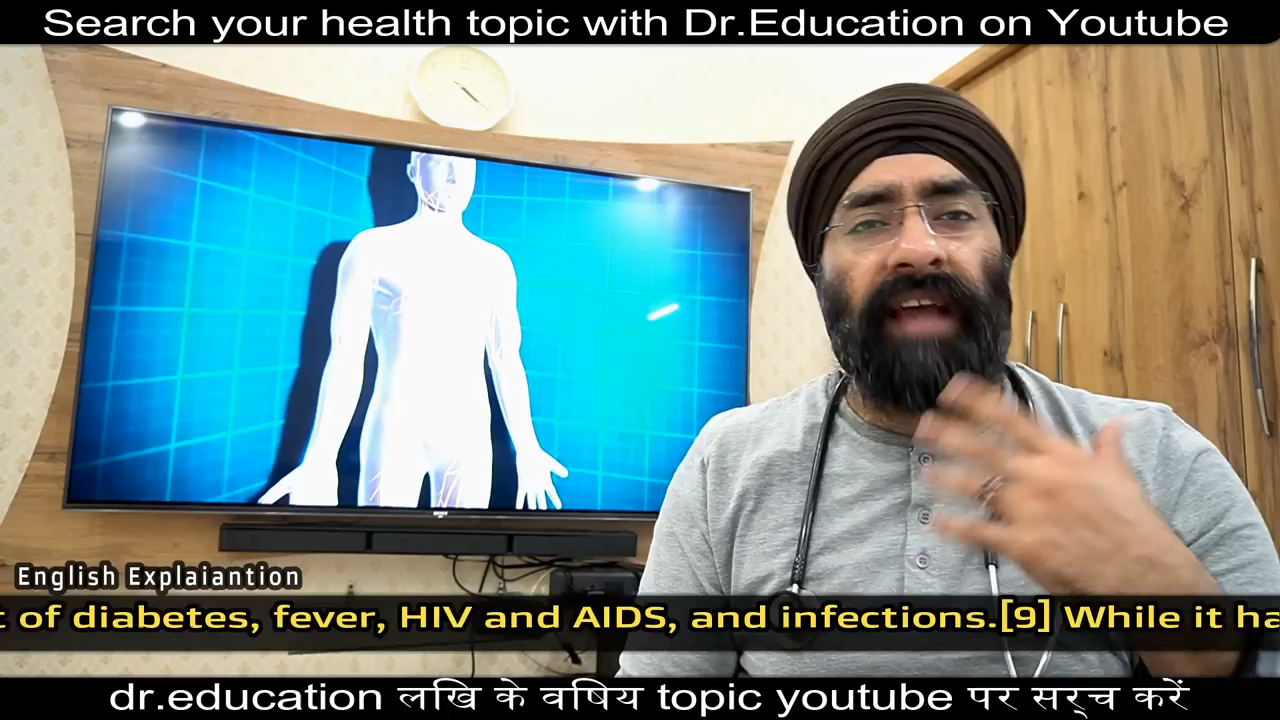 Search your health topic with Dr.Education on Youtube
English Explaiantion
of diabetes, fever, HIV and AIDS, and infections.[9] While it
dr.education लखि के वषिय topic youtube पर सर्च करें